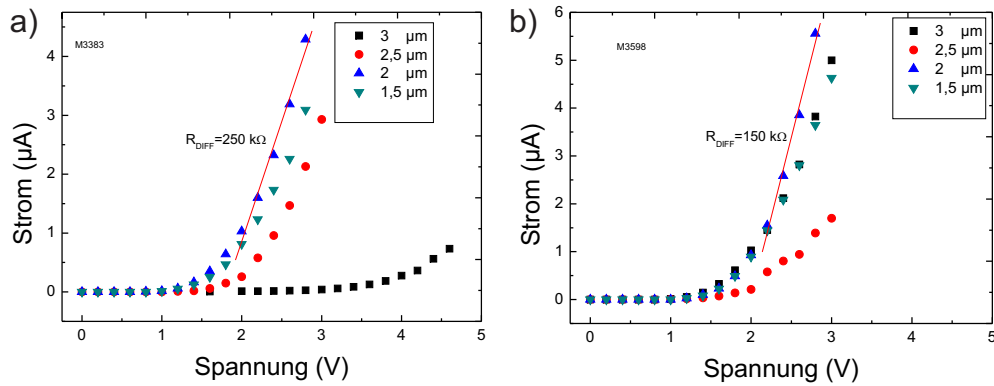 a)
M3383
3 µm
2,5 µm
2 µm
1,5 µm
R_DIFF=250 kΩ
Strom (µA)
4
3
2
1
0
0 1 2 3 4 5
Spannung (V)
b)
M3598
3 µm
2,5 µm
2 µm
1,5 µm
R_DIFF=150 kΩ
Strom (µA)
6
5
4
3
2
1
0
0 1 2 3 4 5
Spannung (V)